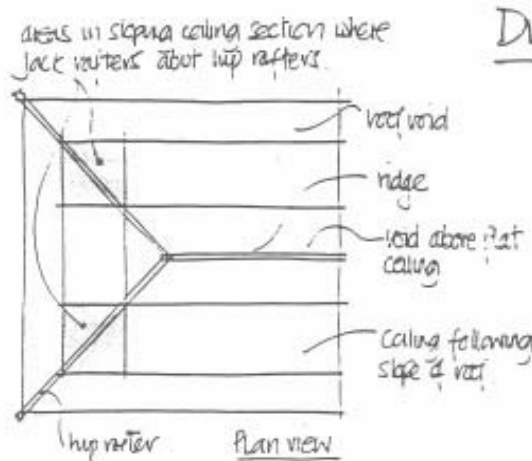 areas in sloping ceiling section where
jack rafters abut hip rafters.
roof void
ridge
void above flat
ceiling
ceiling following
slope of roof
hip rafter
Plan view